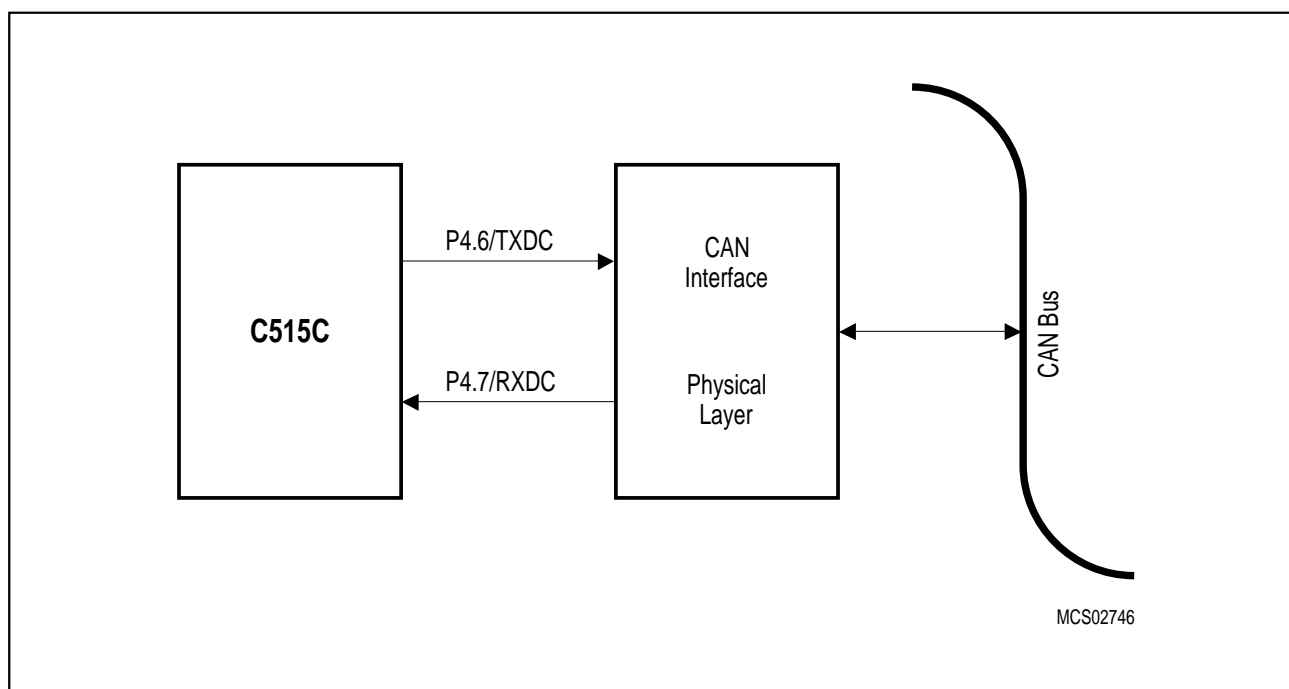 C515C
P4.6/TXDC
P4.7/RXDC
CAN
Interface
Physical
Layer
CAN Bus
MCS02746